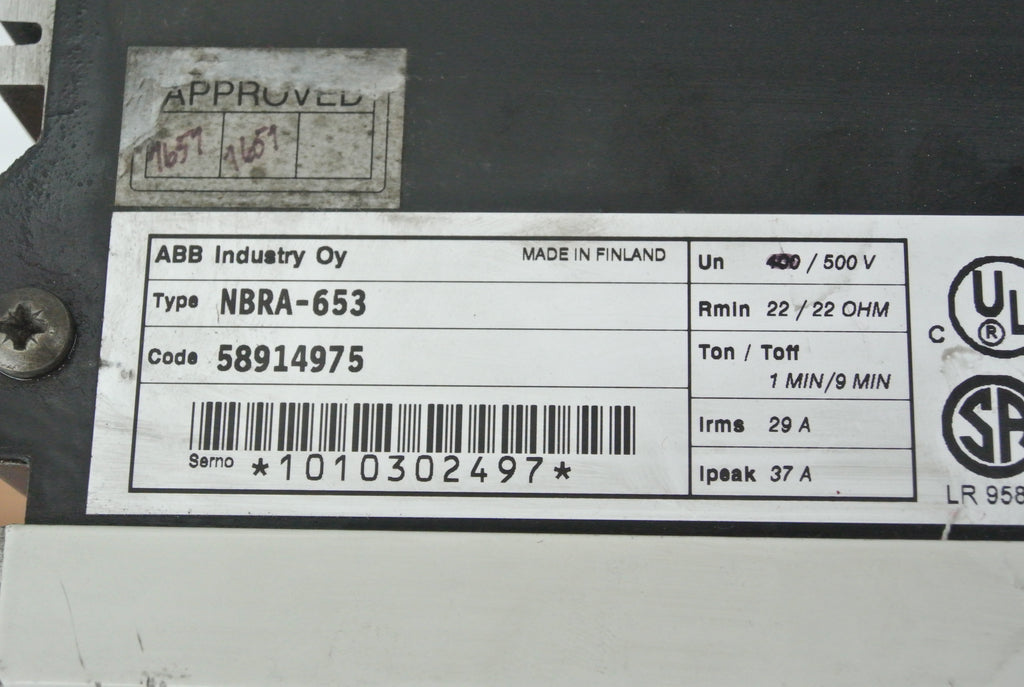 APPROVED
1651 1651
ABB Industry Oy MADE IN FINLAND
Type NBRA-653
Code 58914975
Serno *1010302497*
Un 400 / 500 V
Rmin 22 / 22 OHM
Ton / Toff
1 MIN/9 MIN
Irms 29 A
Ipeak 37 A
C UL ®
SA
LR 958